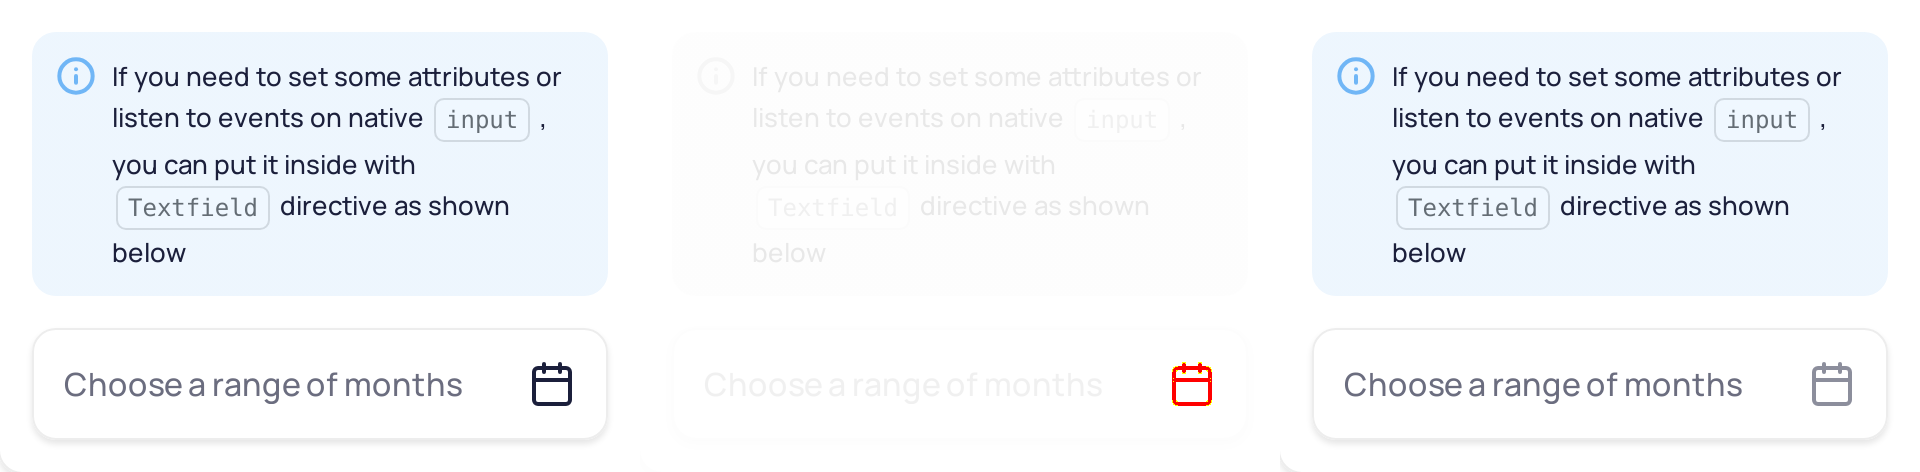 If you need to set some attributes or
listen to events on native input ,
you can put it inside with
Textfield directive as shown
below
Choose a range of months
If you need to set some attributes or
listen to events on native input ,
you can put it inside with
Textfield directive as shown
below
Choose a range of months
If you need to set some attributes or
listen to events on native input ,
you can put it inside with
Textfield directive as shown
below
Choose a range of months